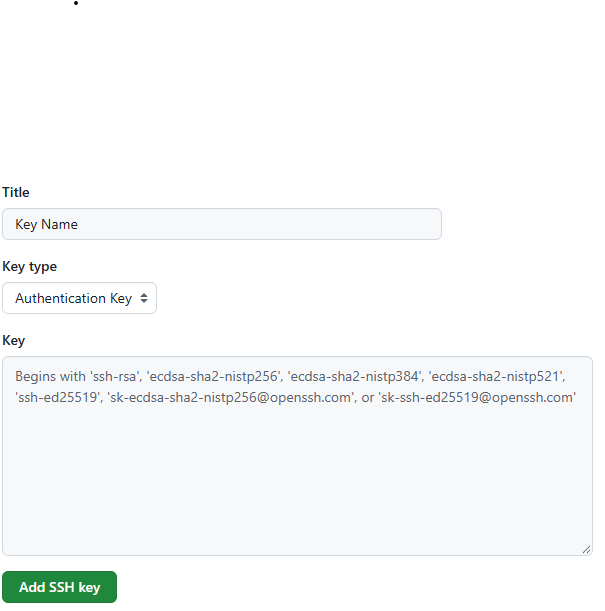 Title
Key Name
Key type
Authentication Key
Key
Begins with 'ssh-rsa', 'ecdsa-sha2-nistp256', 'ecdsa-sha2-nistp384', 'ecdsa-sha2-nistp521',
'ssh-ed25519', 'sk-ecdsa-sha2-nistp256@openssh.com', or 'sk-ssh-ed25519@openssh.com'
Add SSH key